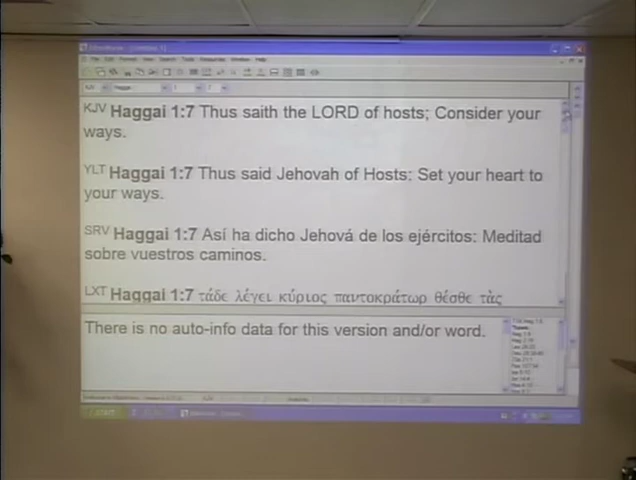 KJV Haggai 1:7 Thus saith the LORD of hosts; Consider your
ways.
YLT Haggai 1:7 Thus said Jehovah of Hosts: Set your heart to
your ways.
SRV Haggai 1:7 Así ha dicho Jehová de los ejércitos: Meditad
sobre vuestros caminos.
LXT Haggai 1:7 τάδε λέγει κύριος παντοκράτωρ θέσθε τὰς
There is no auto-info data for this version and/or word.